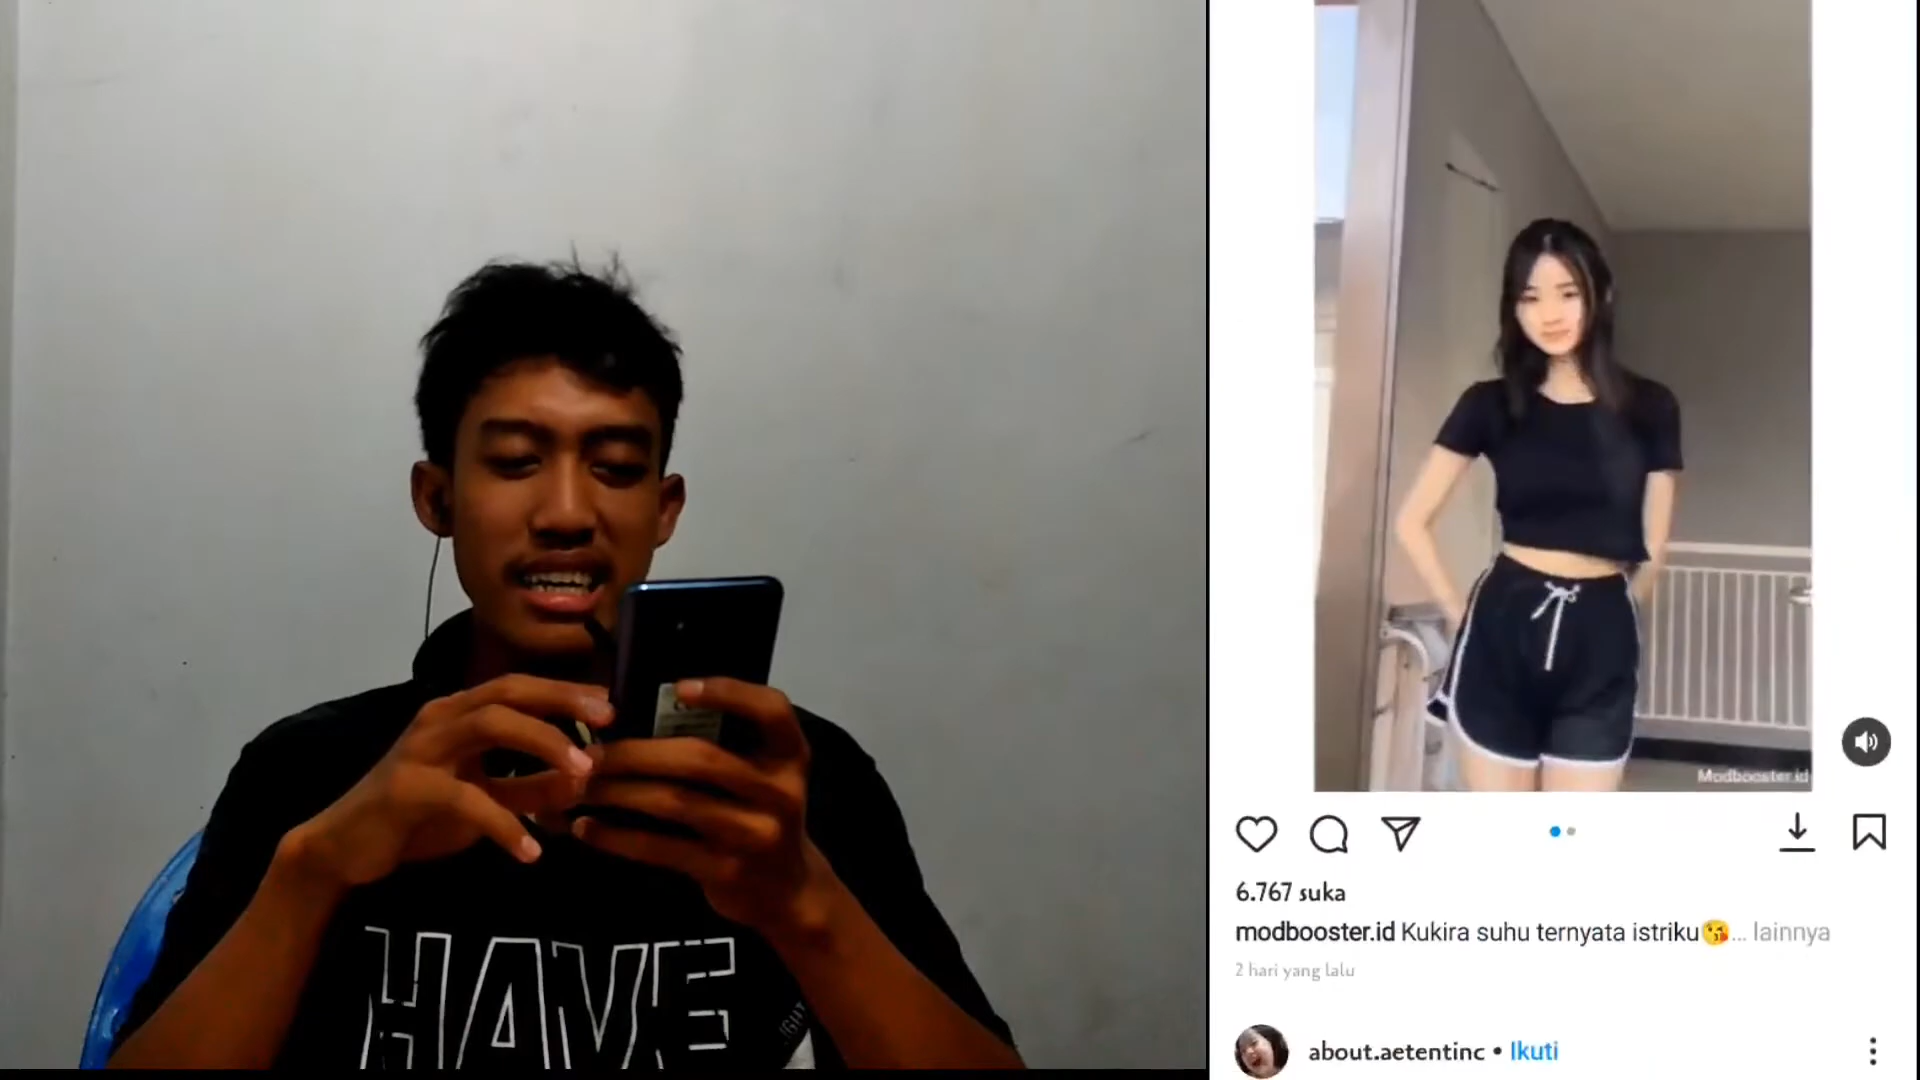 HAVE
Modbooster.id
6.767 suka
modbooster.id Kukira suhu ternyata istriku😘... lainnya
2 hari yang lalu
about.aetentinc • Ikuti